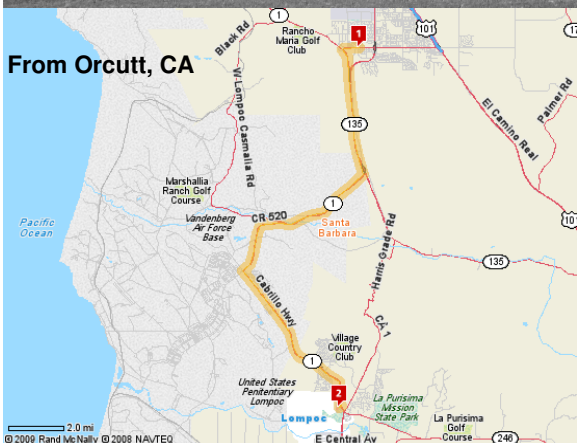 From Orcutt, CA
Black Rd
1
Rancho
Maria Golf
Club
1
101
101
17
W Lompoc Casmalia Rd
135
El Camino Real
Palmer Rd
Marshallia
Ranch Golf
Course
Pacific
Ocean
Vandenberg
Air Force
Base
CR 520
1
Santa
Barbara
Harris Grade Rd
135
Cabrillo Hwy
CA 1
Village
Country
Club
1
United States
Penitentiary
Lompoc
2
Lompoc
La Purisima
Mission
State Park
La Purisima
Golf
Course
E Central Av
246
2.0 mi
© 2009 Rand McNally © 2008 NAVTEQ